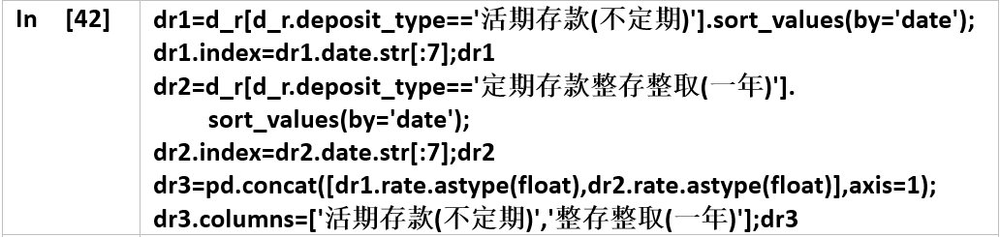 In [42] dr1=d_r[d_r.deposit_type=='活期存款(不定期)'].sort_values(by='date');
dr1.index=dr1.date.str[:7];dr1
dr2=d_r[d_r.deposit_type=='定期存款整存整取(一年)'].
sort_values(by='date');
dr2.index=dr2.date.str[:7];dr2
dr3=pd.concat([dr1.rate.astype(float),dr2.rate.astype(float)],axis=1);
dr3.columns=['活期存款(不定期)','整存整取(一年)'];dr3